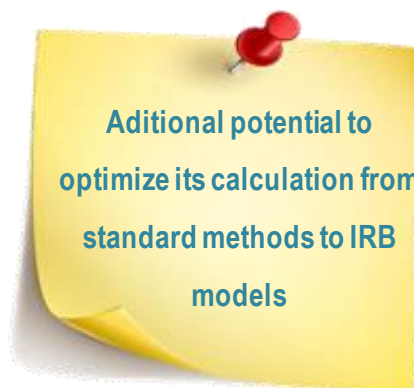 Aditional potential to
optimize its calculation from
standard methods to IRB
models